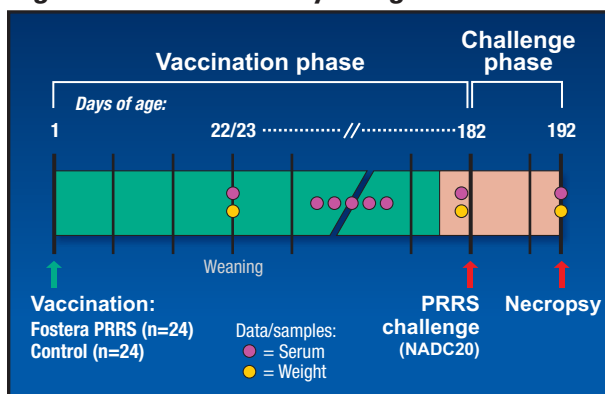 Vaccination phase
Challenge
phase
Days of age:
1 22/23 ............ // .................. 182 192
Weaning
Vaccination:
Fostera PRRS (n=24)
Control (n=24)
Data/samples:
= Serum
= Weight
PRRS
challenge
(NADC20)
Necropsy